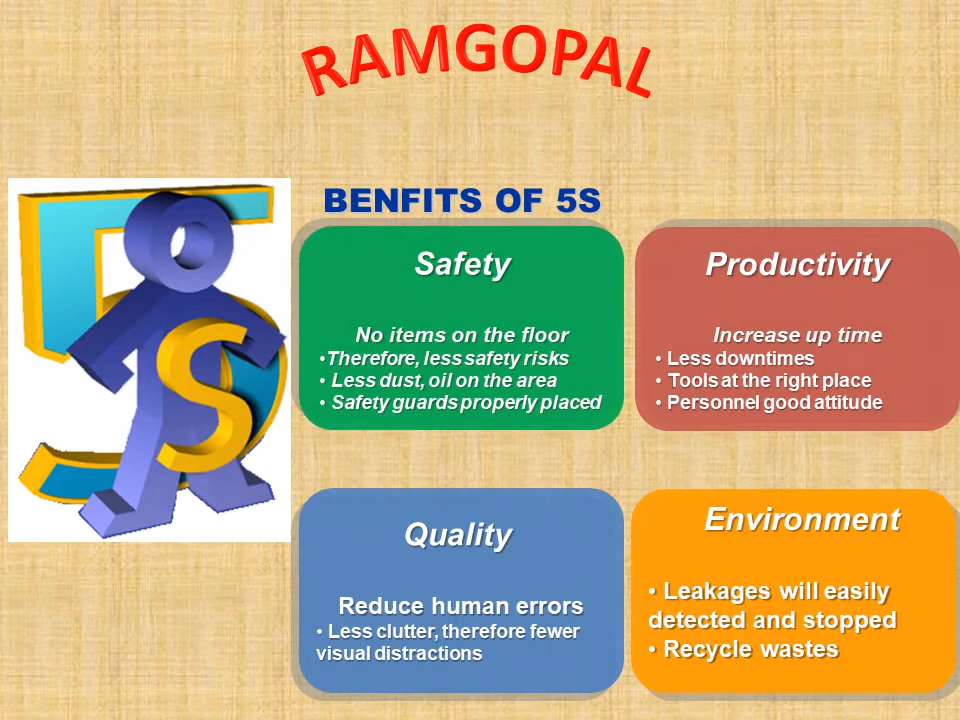 RAMGOPAL
BENFITS OF 5S
Safety
No items on the floor
•Therefore, less safety risks
• Less dust, oil on the area
• Safety guards properly placed
Productivity
Increase up time
• Less downtimes
• Tools at the right place
• Personnel good attitude
5S
Quality
Reduce human errors
• Less clutter, therefore fewer
visual distractions
Environment
• Leakages will easily
detected and stopped
• Recycle wastes